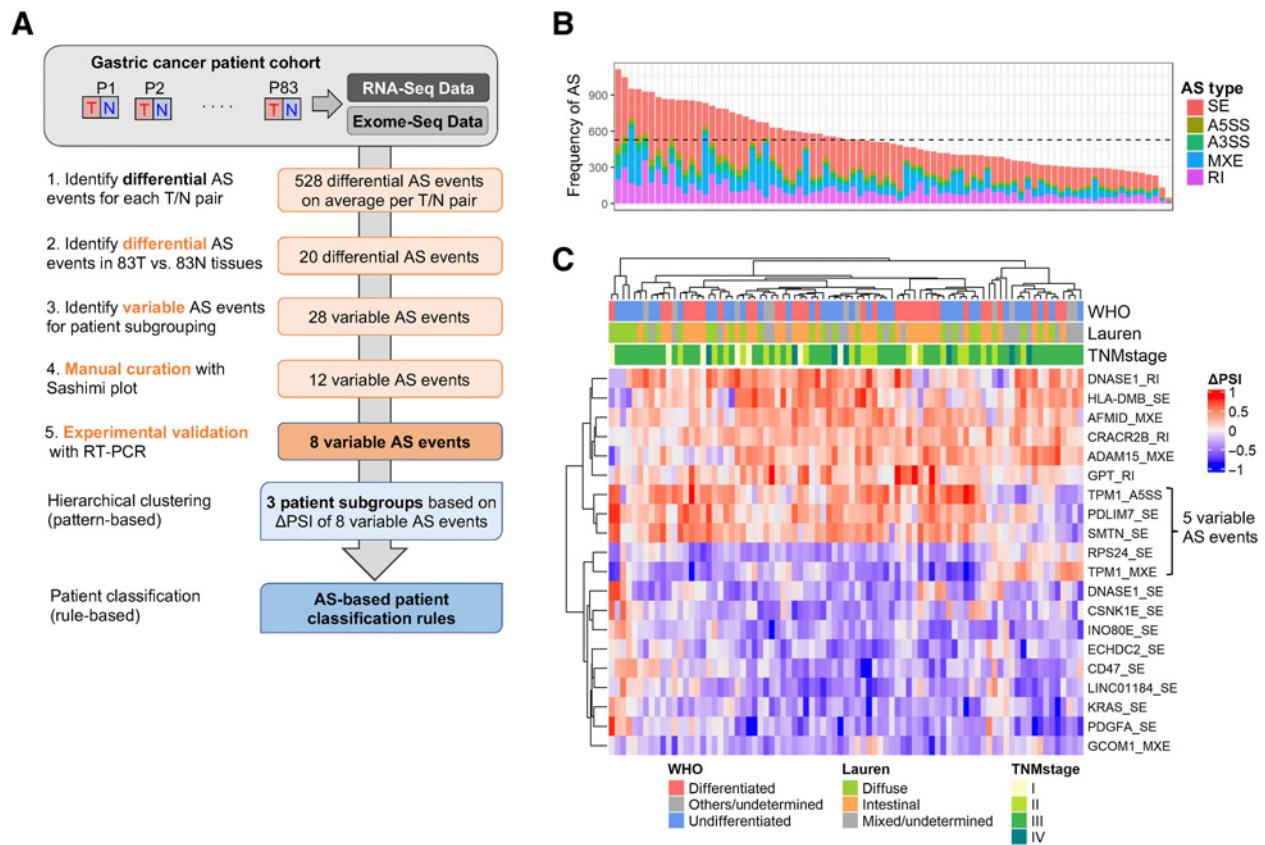 A
Gastric cancer patient cohort
P1 P2 P83
T N T N . . . . T N
RNA-Seq Data
Exome-Seq Data
1. Identify differential AS
events for each T/N pair
528 differential AS events
on average per T/N pair
2. Identify differential AS
events in 83T vs. 83N tissues
20 differential AS events
3. Identify variable AS events
for patient subgrouping
28 variable AS events
4. Manual curation with
Sashimi plot
12 variable AS events
5. Experimental validation
with RT-PCR
8 variable AS events
Hierarchical clustering
(pattern-based)
3 patient subgroups based on
ΔPSI of 8 variable AS events
Patient classification
(rule-based)
AS-based patient
classification rules
B
Frequency of AS
900
600
300
0
AS type
SE
A5SS
A3SS
MXE
RI
C
WHO
Lauren
TNMstage
DNASE1_RI
HLA-DMB_SE
AFMID_MXE
CRACR2B_RI
ADAM15_MXE
GPT_RI
TPM1_A5SS
PDLIM7_SE
SMTN_SE
RPS24_SE
TPM1_MXE
DNASE1_SE
CSNK1E_SE
INO80E_SE
ECHDC2_SE
CD47_SE
LINC01184_SE
KRAS_SE
PDGFA_SE
GCOM1_MXE
5 variable
AS events
ΔPSI
1
0.5
0
−0.5
−1
WHO
Differentiated
Others/undetermined
Undifferentiated
Lauren
Diffuse
Intestinal
Mixed/undetermined
TNMstage
I
II
III
IV